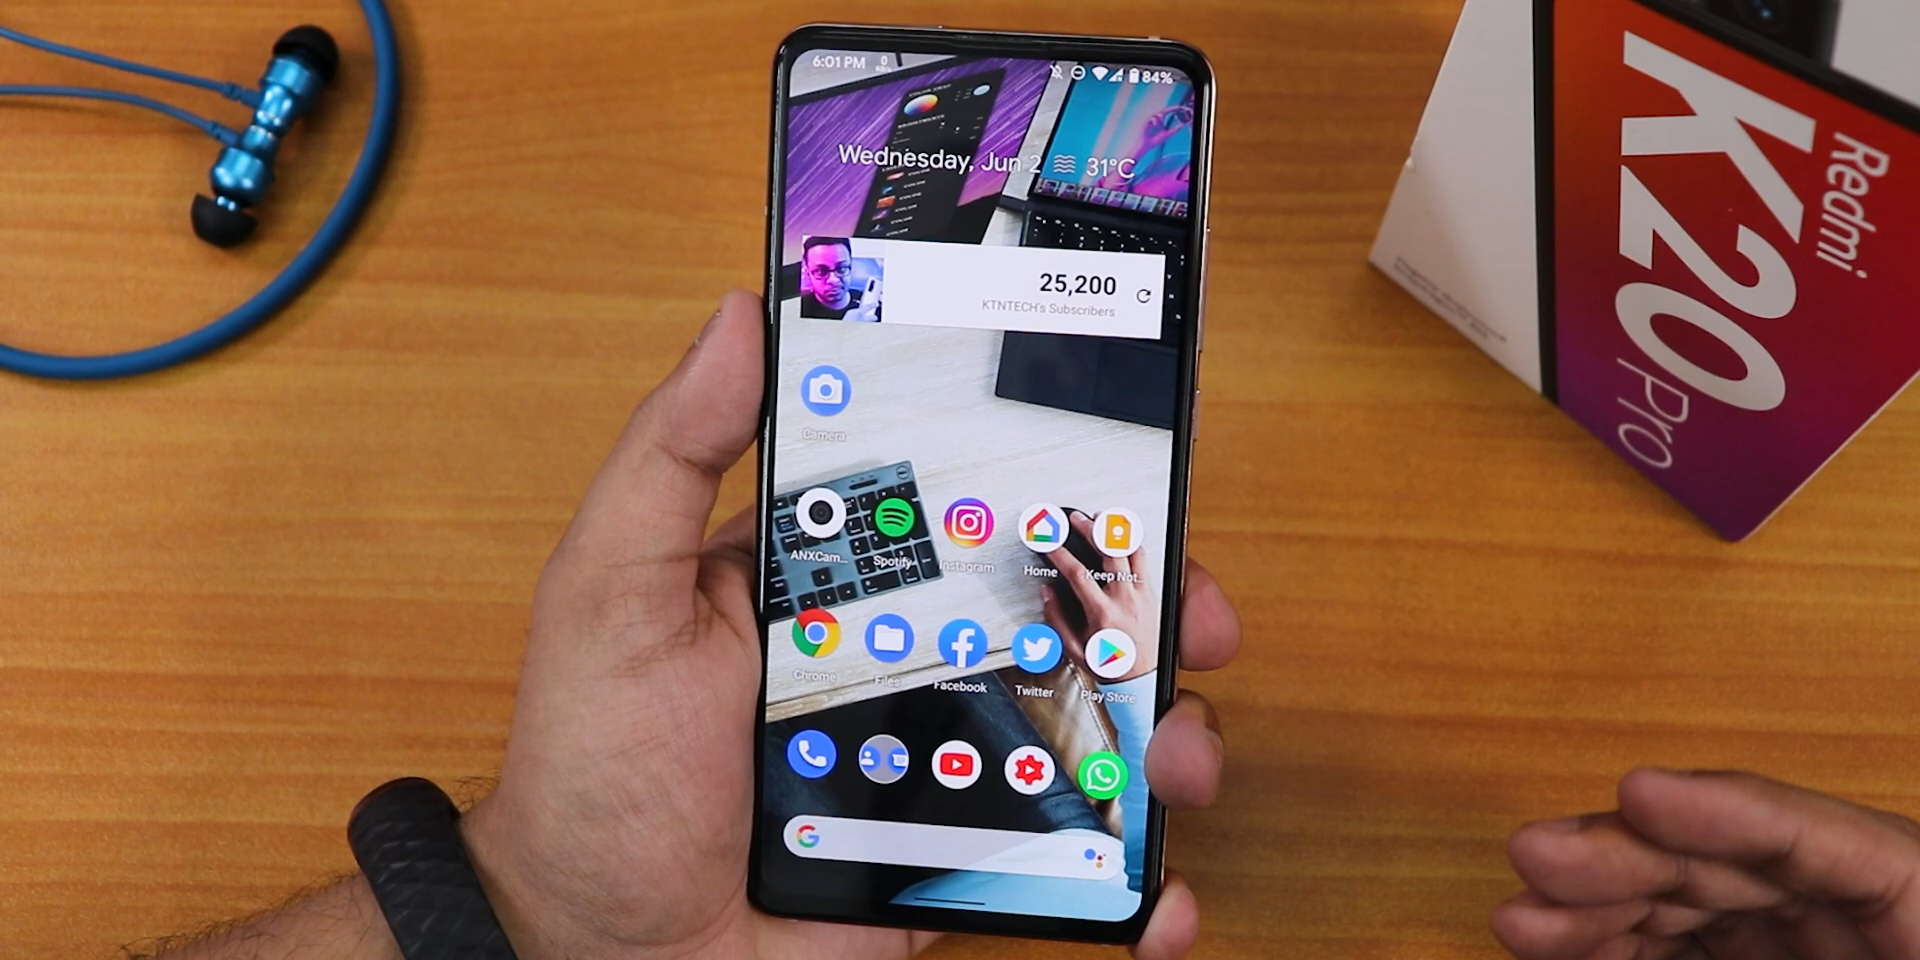 6:01 PM
0
84%
Wednesday, Jun 2
31°C
25,200
KTNTECH's Subscribers
Camera
ANXCam...
Spotify
Instagram
Home
Keep Not...
Chrome
Files
Facebook
Twitter
Play Store
Redmi
K20
Pro